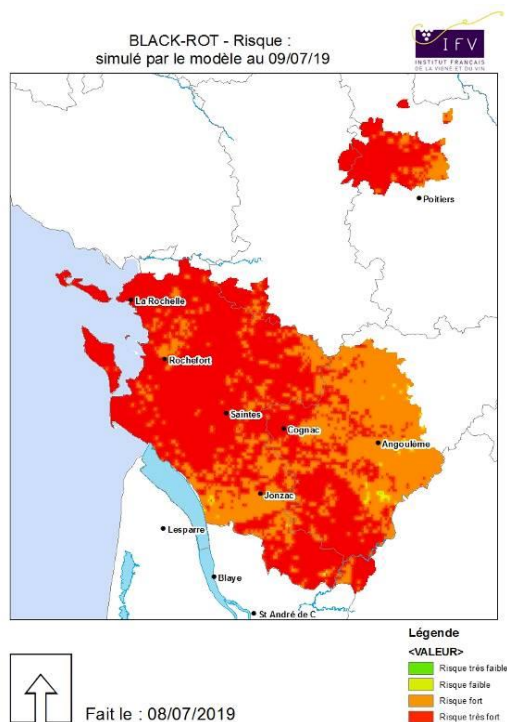 BLACK-ROT - Risque :
simulé par le modèle au 09/07/19
IFV
INSTITUT FRANÇAIS
DE LA VIGNE ET DU VIN
Poitiers
La Rochelle
Rochefort
Saintes
Cognac
Angoulème
Jonzac
Lesparre
Blaye
St André de C
Légende
<VALEUR>
Risque très faible
Risque faible
Risque fort
Risque très fort
Fait le : 08/07/2019